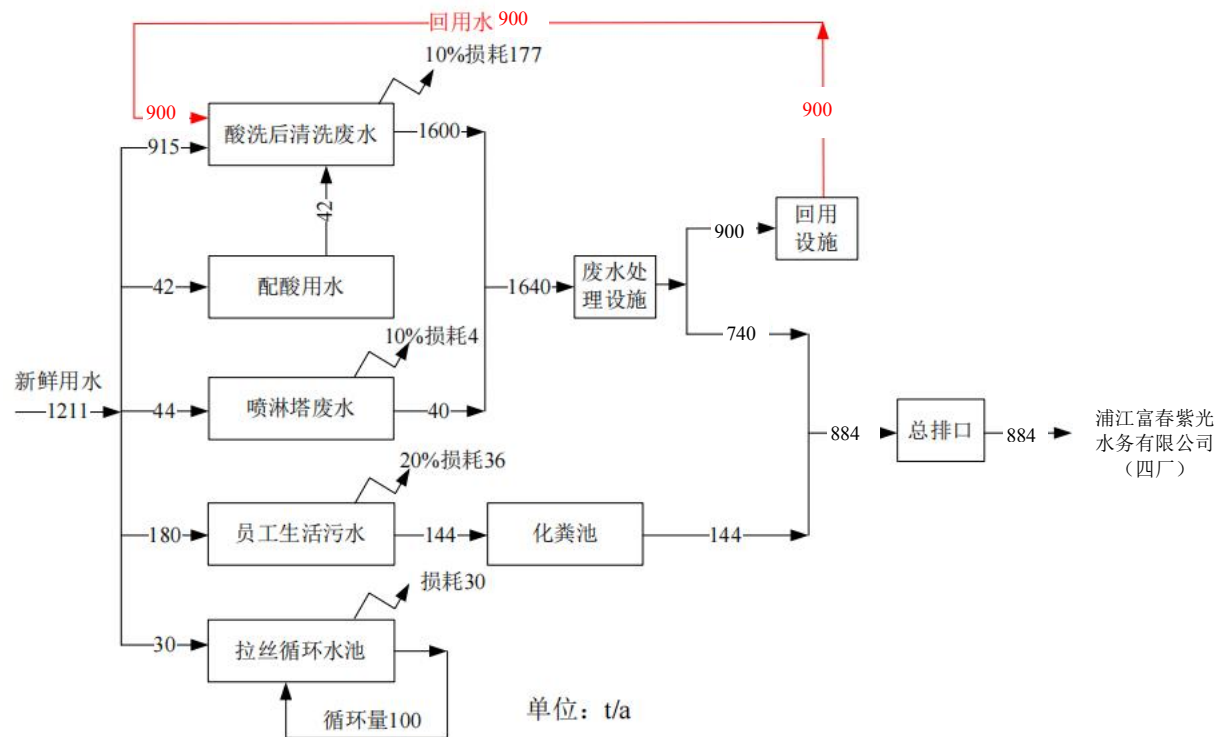 回用水 900
10%损耗177
900
900
酸洗后清洗废水
1600
915
42
回用
设施
900
42
配酸用水
废水处
理设施
1640
740
10%损耗4
新鲜用水
1211
44
喷淋塔废水
40
884
总排口
884
浦江富春紫光
水务有限公司
（四厂）
20%损耗36
180
员工生活污水
144
化粪池
144
损耗30
30
拉丝循环水池
循环量100
单位：t/a